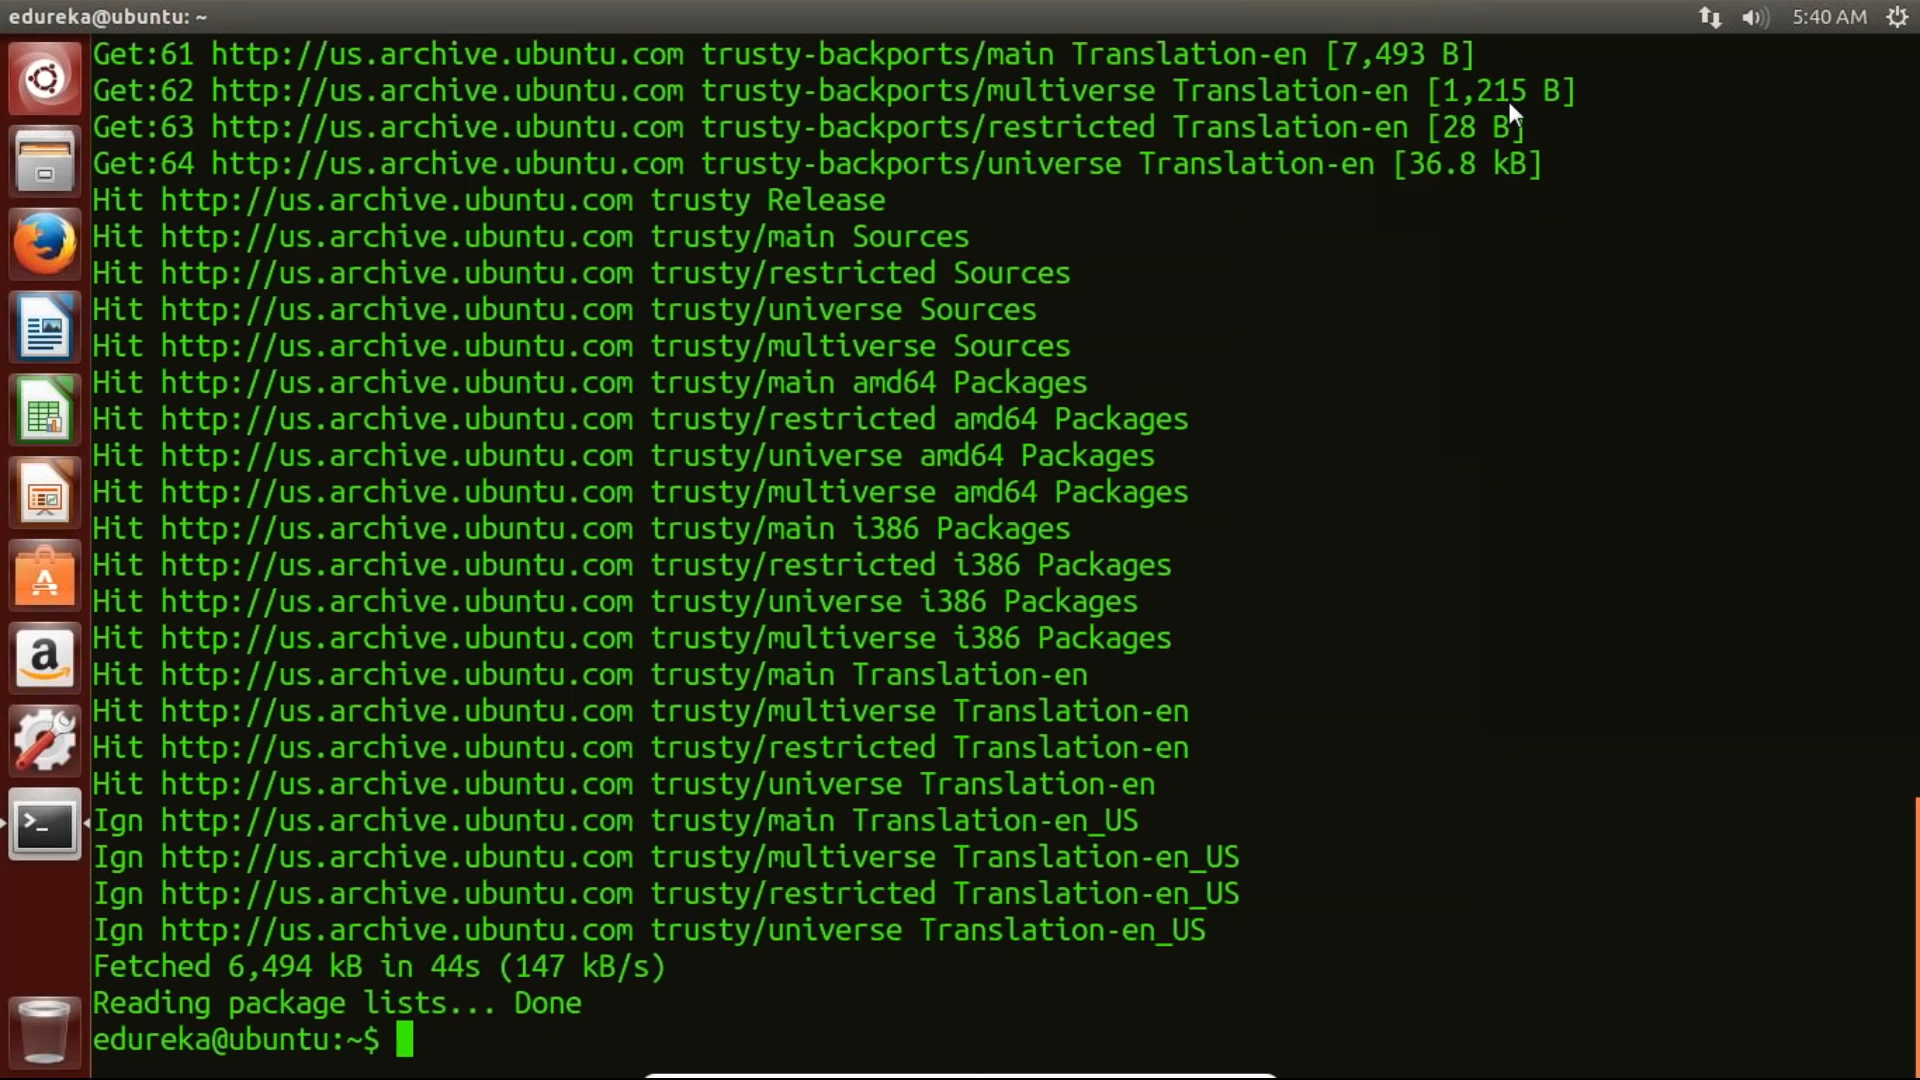 edureka@ubuntu: ~
5:40 AM
Get:61 http://us.archive.ubuntu.com trusty-backports/main Translation-en [7,493 B]
Get:62 http://us.archive.ubuntu.com trusty-backports/multiverse Translation-en [1,215 B]
Get:63 http://us.archive.ubuntu.com trusty-backports/restricted Translation-en [28 B]
Get:64 http://us.archive.ubuntu.com trusty-backports/universe Translation-en [36.8 kB]
Hit http://us.archive.ubuntu.com trusty Release
Hit http://us.archive.ubuntu.com trusty/main Sources
Hit http://us.archive.ubuntu.com trusty/restricted Sources
Hit http://us.archive.ubuntu.com trusty/universe Sources
Hit http://us.archive.ubuntu.com trusty/multiverse Sources
Hit http://us.archive.ubuntu.com trusty/main amd64 Packages
Hit http://us.archive.ubuntu.com trusty/restricted amd64 Packages
Hit http://us.archive.ubuntu.com trusty/universe amd64 Packages
Hit http://us.archive.ubuntu.com trusty/multiverse amd64 Packages
Hit http://us.archive.ubuntu.com trusty/main i386 Packages
Hit http://us.archive.ubuntu.com trusty/restricted i386 Packages
Hit http://us.archive.ubuntu.com trusty/universe i386 Packages
Hit http://us.archive.ubuntu.com trusty/multiverse i386 Packages
Hit http://us.archive.ubuntu.com trusty/main Translation-en
Hit http://us.archive.ubuntu.com trusty/multiverse Translation-en
Hit http://us.archive.ubuntu.com trusty/restricted Translation-en
Hit http://us.archive.ubuntu.com trusty/universe Translation-en
Ign http://us.archive.ubuntu.com trusty/main Translation-en_US
Ign http://us.archive.ubuntu.com trusty/multiverse Translation-en_US
Ign http://us.archive.ubuntu.com trusty/restricted Translation-en_US
Ign http://us.archive.ubuntu.com trusty/universe Translation-en_US
Fetched 6,494 kB in 44s (147 kB/s)
Reading package lists... Done
edureka@ubuntu:~$